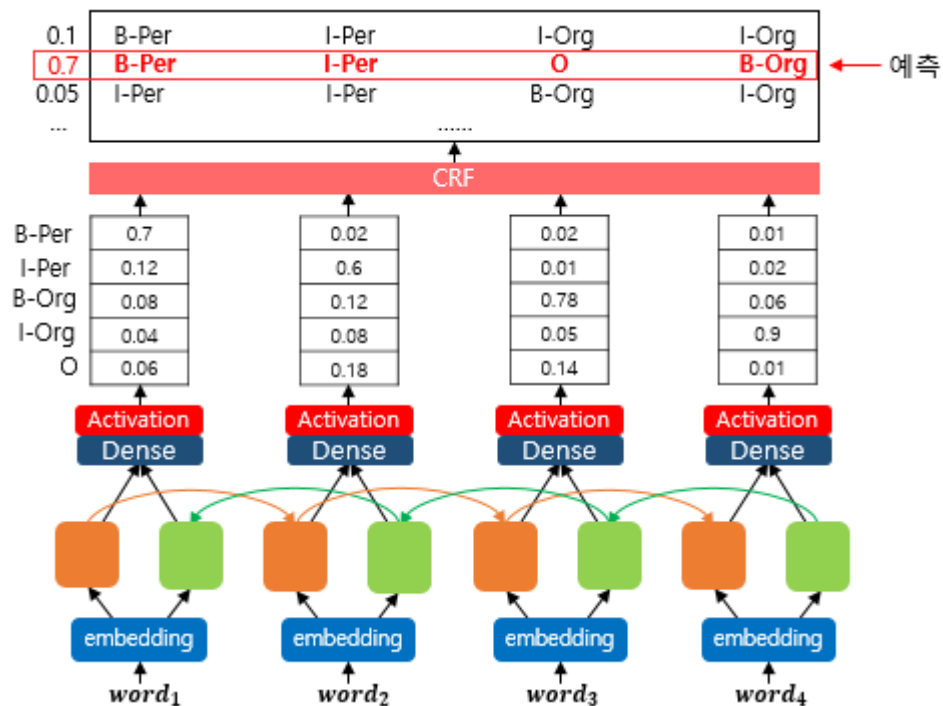 0.1 B-Per I-Per I-Org I-Org
0.7 B-Per I-Per O B-Org 예측
0.05 I-Per I-Per B-Org I-Org
... ......
CRF
B-Per 0.7 0.02 0.02 0.01
I-Per 0.12 0.6 0.01 0.02
B-Org 0.08 0.12 0.78 0.06
I-Org 0.04 0.08 0.05 0.9
O 0.06 0.18 0.14 0.01
Activation Activation Activation Activation
Dense Dense Dense Dense
embedding embedding embedding embedding
word₁ word₂ word₃ word₄